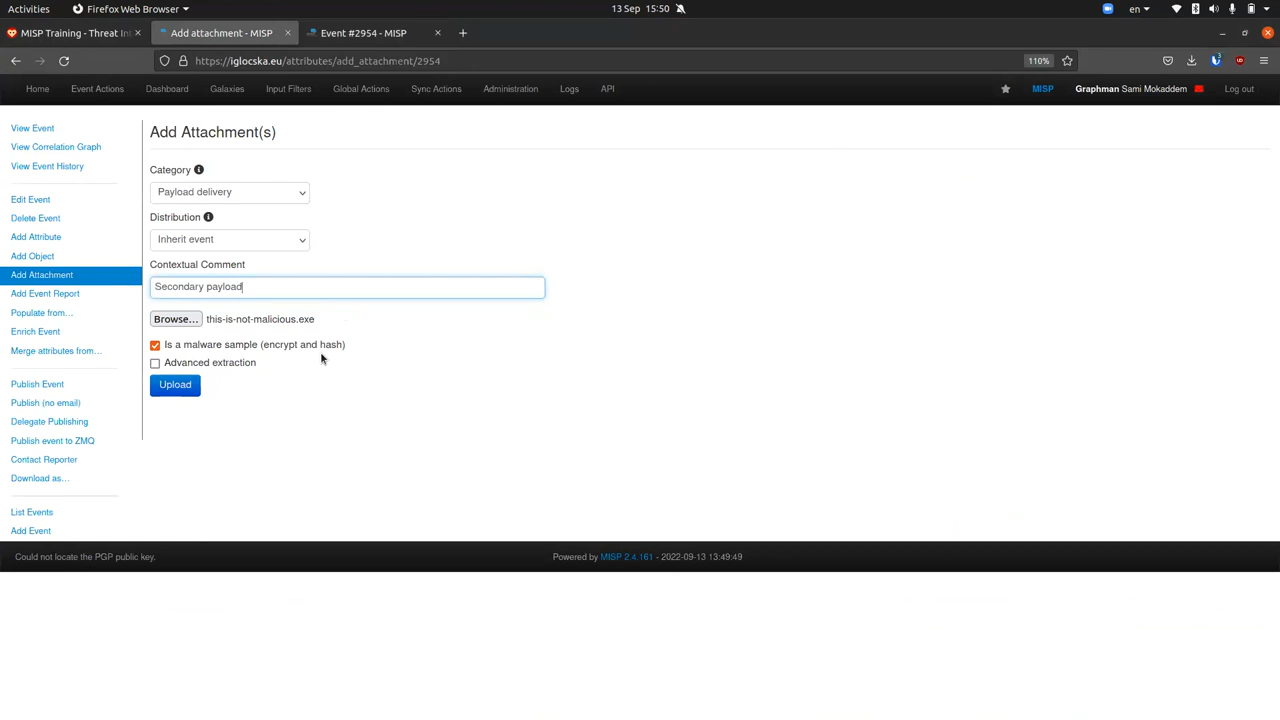 Activities
Firefox Web Browser
13 Sep 15:50
en
MISP Training - Threat In
Add attachment - MISP
Event #2954 - MISP
https://iglocska.eu/attributes/add_attachment/2954
110%
Home Event Actions Dashboard Galaxies Input Filters Global Actions Sync Actions Administration Logs API
MISP Graphman Sami Mokaddem Log out
View Event
View Correlation Graph
View Event History
Edit Event
Delete Event
Add Attribute
Add Object
Add Attachment
Add Event Report
Populate from…
Enrich Event
Merge attributes from…
Publish Event
Publish (no email)
Delegate Publishing
Publish event to ZMQ
Contact Reporter
Download as…
List Events
Add Event
Add Attachment(s)
Category
Payload delivery
Distribution
Inherit event
Contextual Comment
Secondary payload
Browse... this-is-not-malicious.exe
Is a malware sample (encrypt and hash)
Advanced extraction
Upload
Could not locate the PGP public key.
Powered by MISP 2.4.161 - 2022-09-13 13:49:49